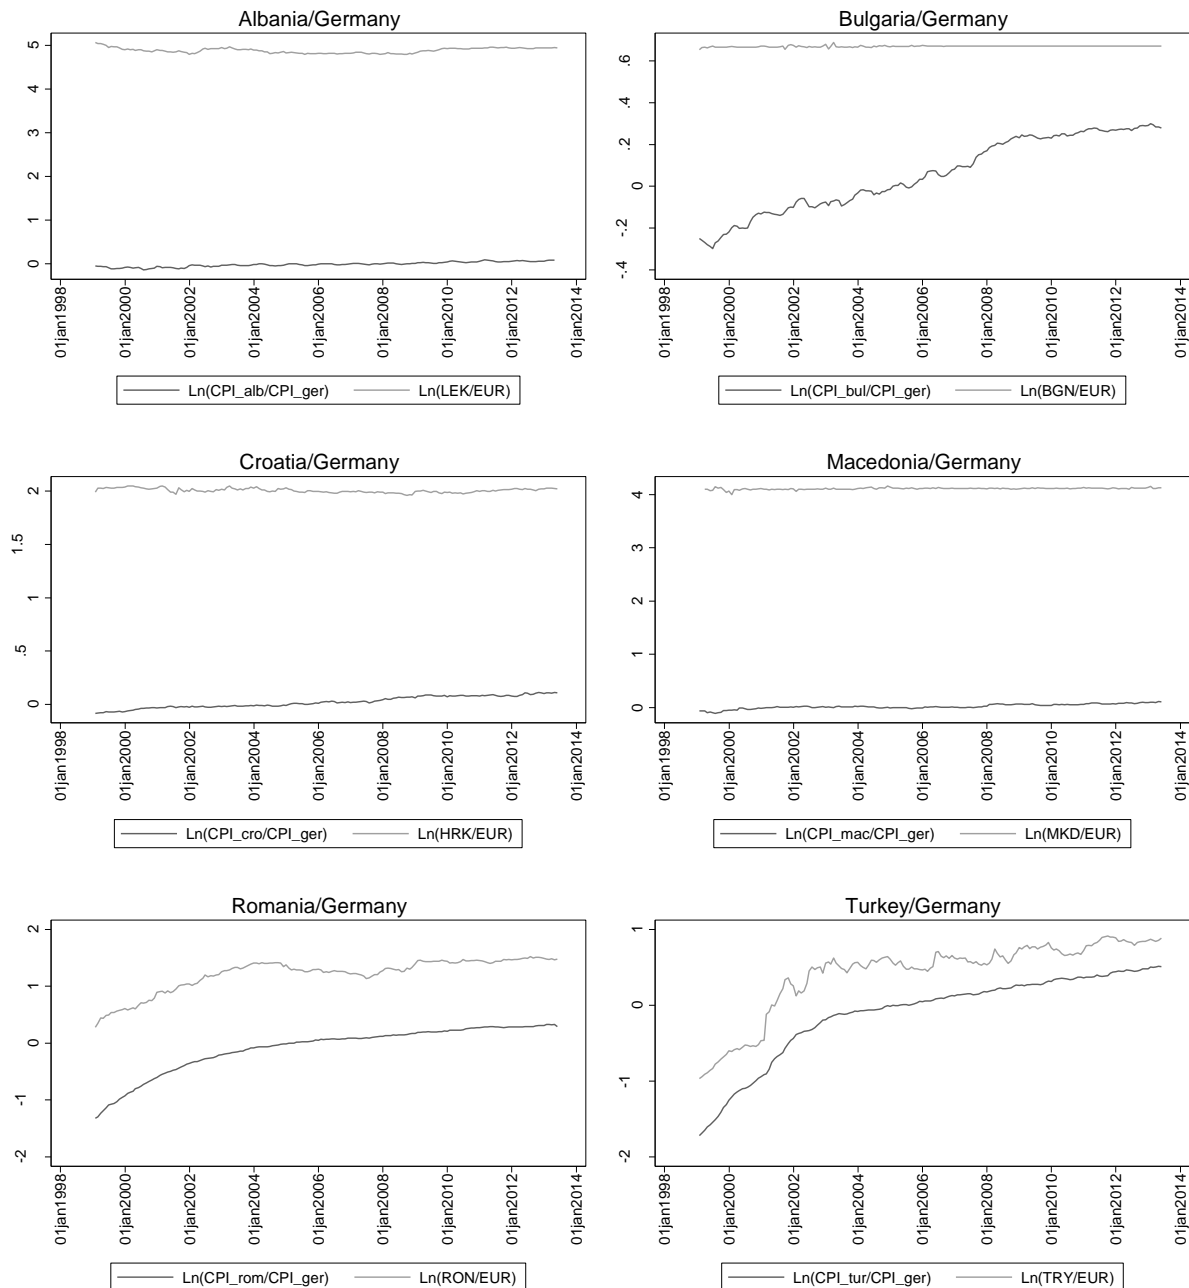 Albania/Germany
5
4
3
2
1
0
01jan1998
01jan2000
01jan2002
01jan2004
01jan2006
01jan2008
01jan2010
01jan2012
01jan2014
Ln(CPI_alb/CPI_ger) Ln(LEK/EUR)
Bulgaria/Germany
.6
.4
.2
0
-.2
-.4
01jan1998
01jan2000
01jan2002
01jan2004
01jan2006
01jan2008
01jan2010
01jan2012
01jan2014
Ln(CPI_bul/CPI_ger) Ln(BGN/EUR)
Croatia/Germany
2
1.5
1
.5
0
01jan1998
01jan2000
01jan2002
01jan2004
01jan2006
01jan2008
01jan2010
01jan2012
01jan2014
Ln(CPI_cro/CPI_ger) Ln(HRK/EUR)
Macedonia/Germany
4
3
2
1
0
01jan1998
01jan2000
01jan2002
01jan2004
01jan2006
01jan2008
01jan2010
01jan2012
01jan2014
Ln(CPI_mac/CPI_ger) Ln(MKD/EUR)
Romania/Germany
2
1
0
-1
-2
01jan1998
01jan2000
01jan2002
01jan2004
01jan2006
01jan2008
01jan2010
01jan2012
01jan2014
Ln(CPI_rom/CPI_ger) Ln(RON/EUR)
Turkey/Germany
1
0
-1
-2
01jan1998
01jan2000
01jan2002
01jan2004
01jan2006
01jan2008
01jan2010
01jan2012
01jan2014
Ln(CPI_tur/CPI_ger) Ln(TRY/EUR)